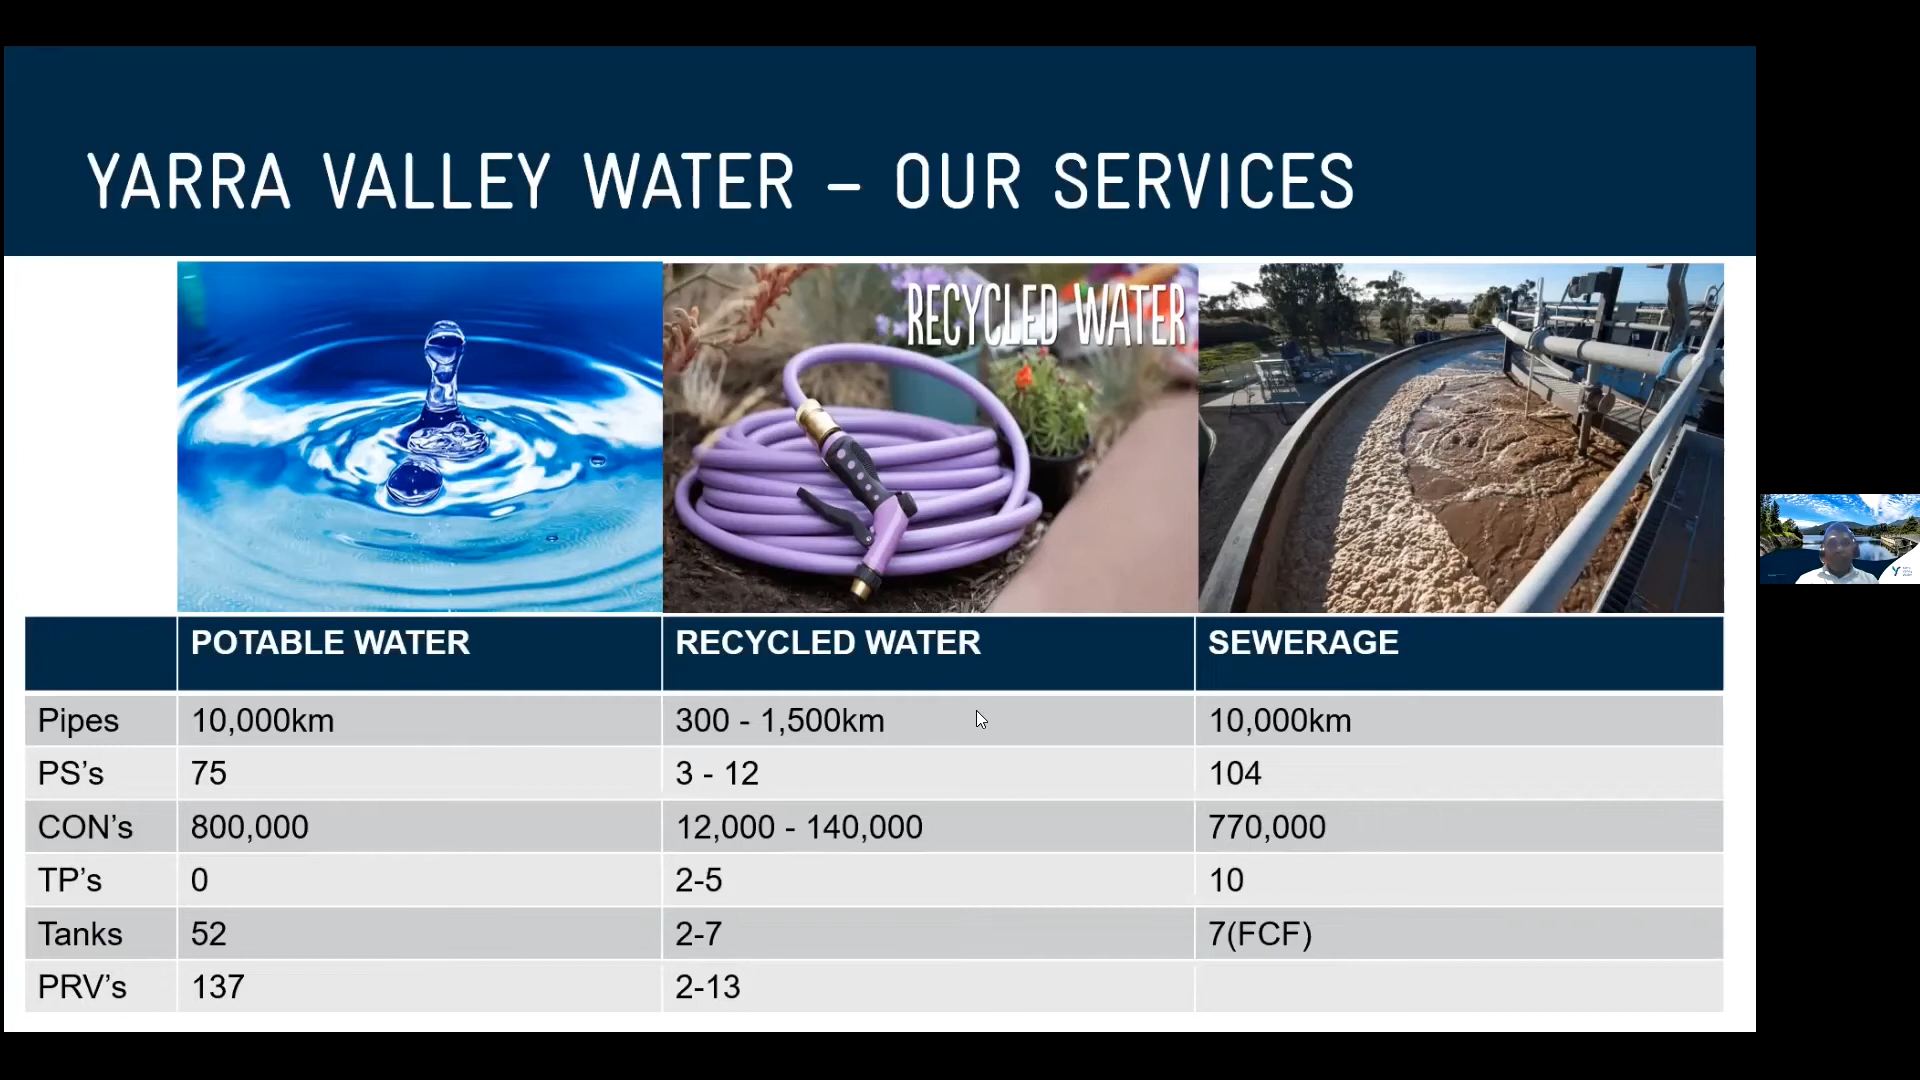 YARRA VALLEY WATER – OUR SERVICES
RECYCLED WATER
POTABLE WATER RECYCLED WATER SEWERAGE
Pipes 10,000km 300 - 1,500km 10,000km
PS's 75 3 - 12 104
CON's 800,000 12,000 - 140,000 770,000
TP's 0 2-5 10
Tanks 52 2-7 7(FCF)
PRV's 137 2-13